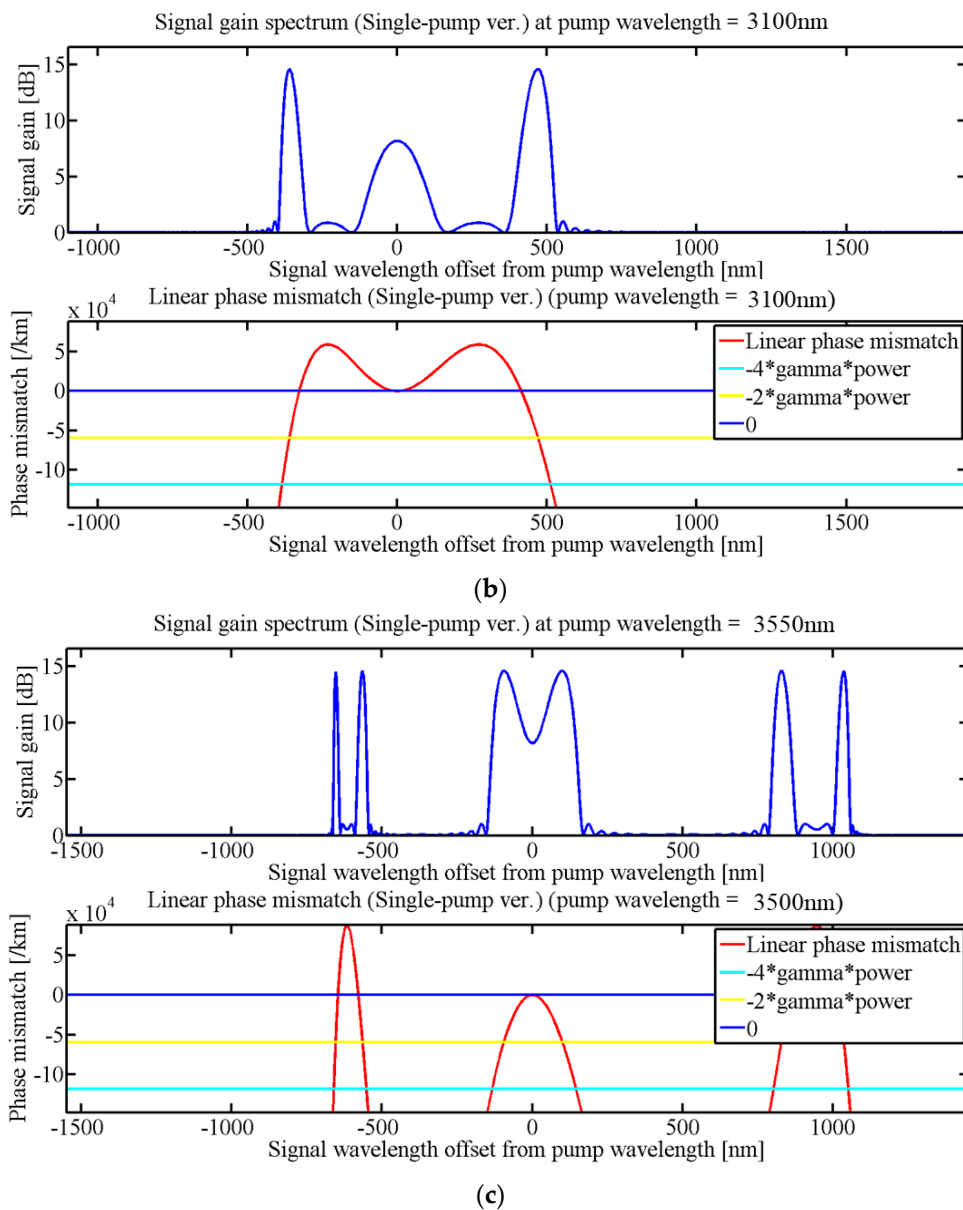 Signal gain spectrum (Single-pump ver.) at pump wavelength = 3100nm
Signal gain [dB]
15
10
5
0
-1000 -500 0 500 1000 1500
Signal wavelength offset from pump wavelength [nm]
Linear phase mismatch (Single-pump ver.) (pump wavelength = 3100nm)
x 10^4
Phase mismatch [/km]
5
0
-5
-10
Linear phase mismatch
-4*gamma*power
-2*gamma*power
0
-1000 -500 0 500 1000 1500
Signal wavelength offset from pump wavelength [nm]
(b)
Signal gain spectrum (Single-pump ver.) at pump wavelength = 3550nm
Signal gain [dB]
15
10
5
0
-1500 -1000 -500 0 500 1000
Signal wavelength offset from pump wavelength [nm]
Linear phase mismatch (Single-pump ver.) (pump wavelength = 3500nm)
x 10^4
Phase mismatch [/km]
5
0
-5
-10
Linear phase mismatch
-4*gamma*power
-2*gamma*power
0
-1500 -1000 -500 0 500 1000
Signal wavelength offset from pump wavelength [nm]
(c)